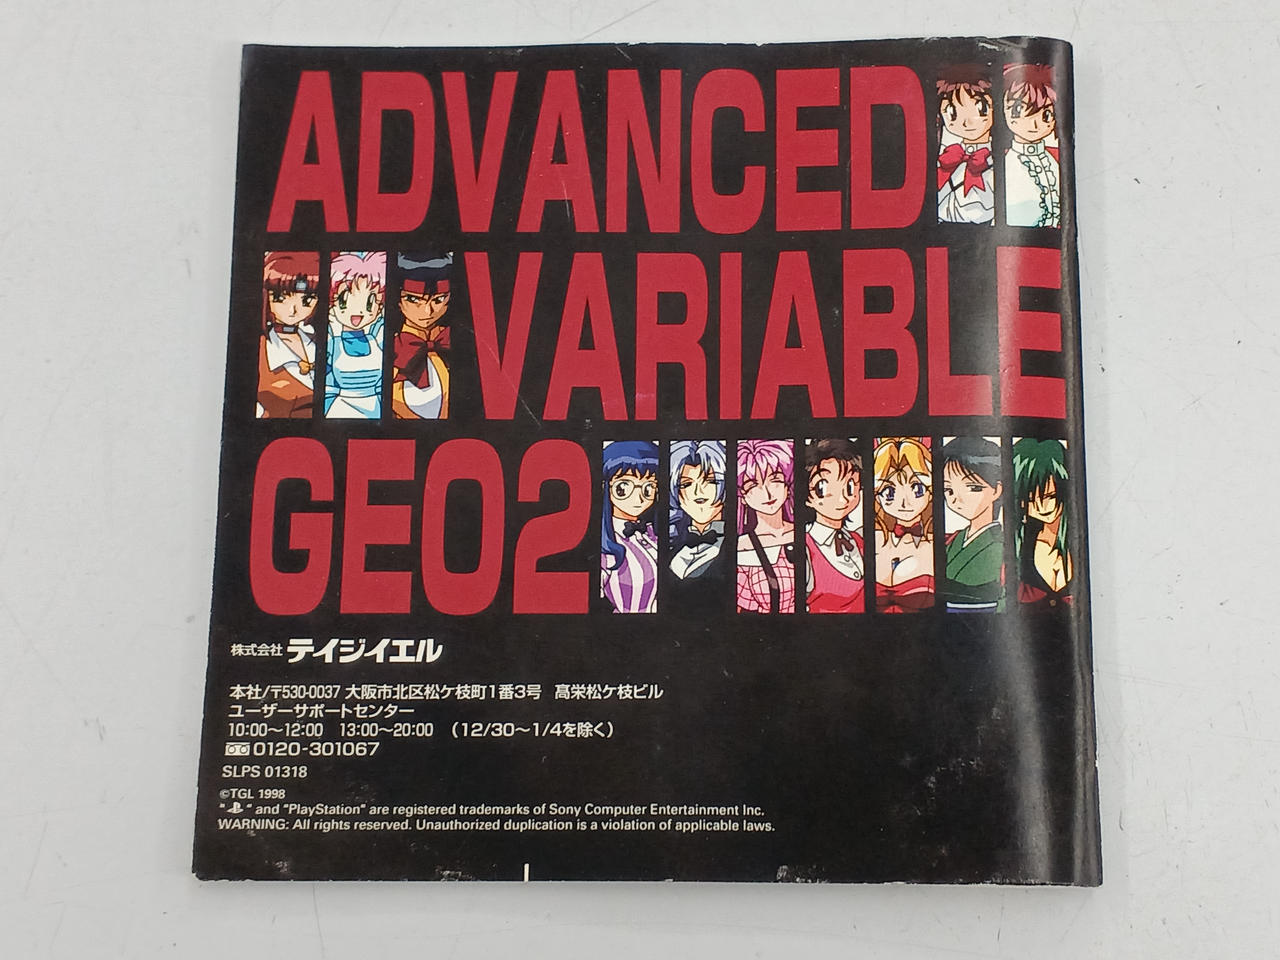 ADVANCED
VARIABLE
GEO2
株式会社 テイジイエル
本社/〒530-0037 大阪市北区松ケ枝町1番3号 髙栄松ケ枝ビル
ユーザーサポートセンター
10:00〜12:00 13:00〜20:00 (12/30〜1/4を除く)
0120-301067
SLPS 01318
©TGL 1998
" " and "PlayStation" are registered trademarks of Sony Computer Entertainment Inc.
WARNING: All rights reserved. Unauthorized duplication is a violation of applicable laws.